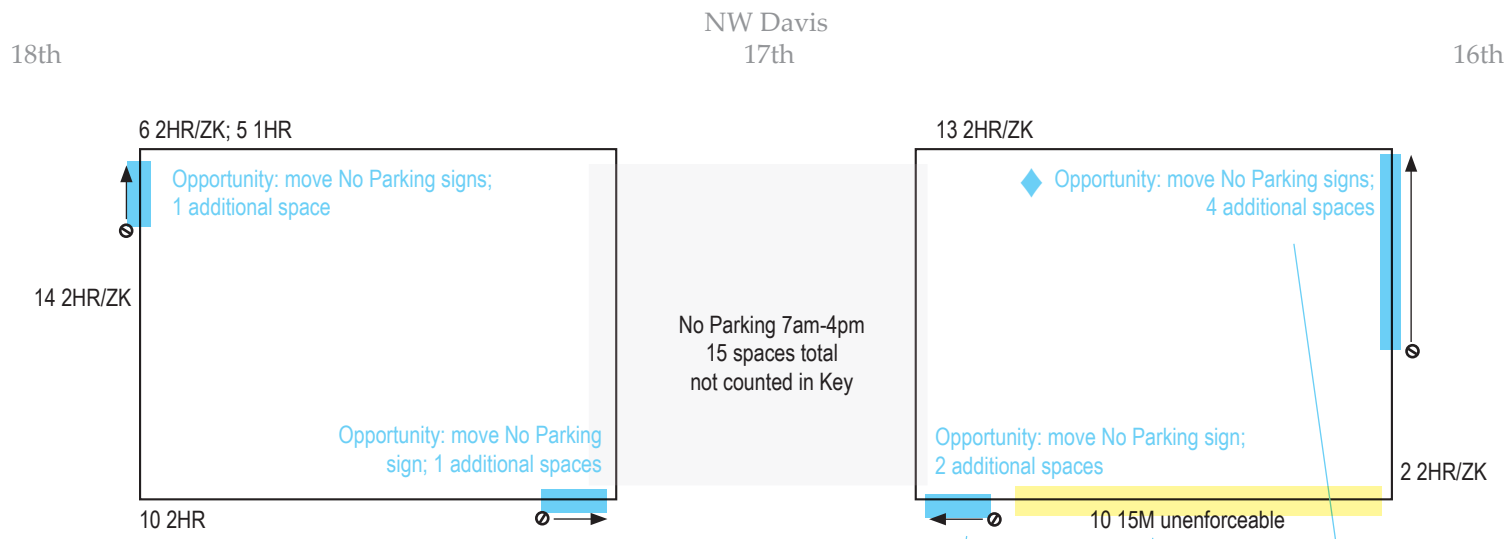 NW Davis
18th
17th
16th
6 2HR/ZK; 5 1HR
13 2HR/ZK
Opportunity: move No Parking signs;
1 additional space
Opportunity: move No Parking signs;
4 additional spaces
14 2HR/ZK
No Parking 7am-4pm
15 spaces total
not counted in Key
Opportunity: move No Parking
sign; 1 additional spaces
Opportunity: move No Parking sign;
2 additional spaces
2 2HR/ZK
10 2HR
10 15M unenforceable